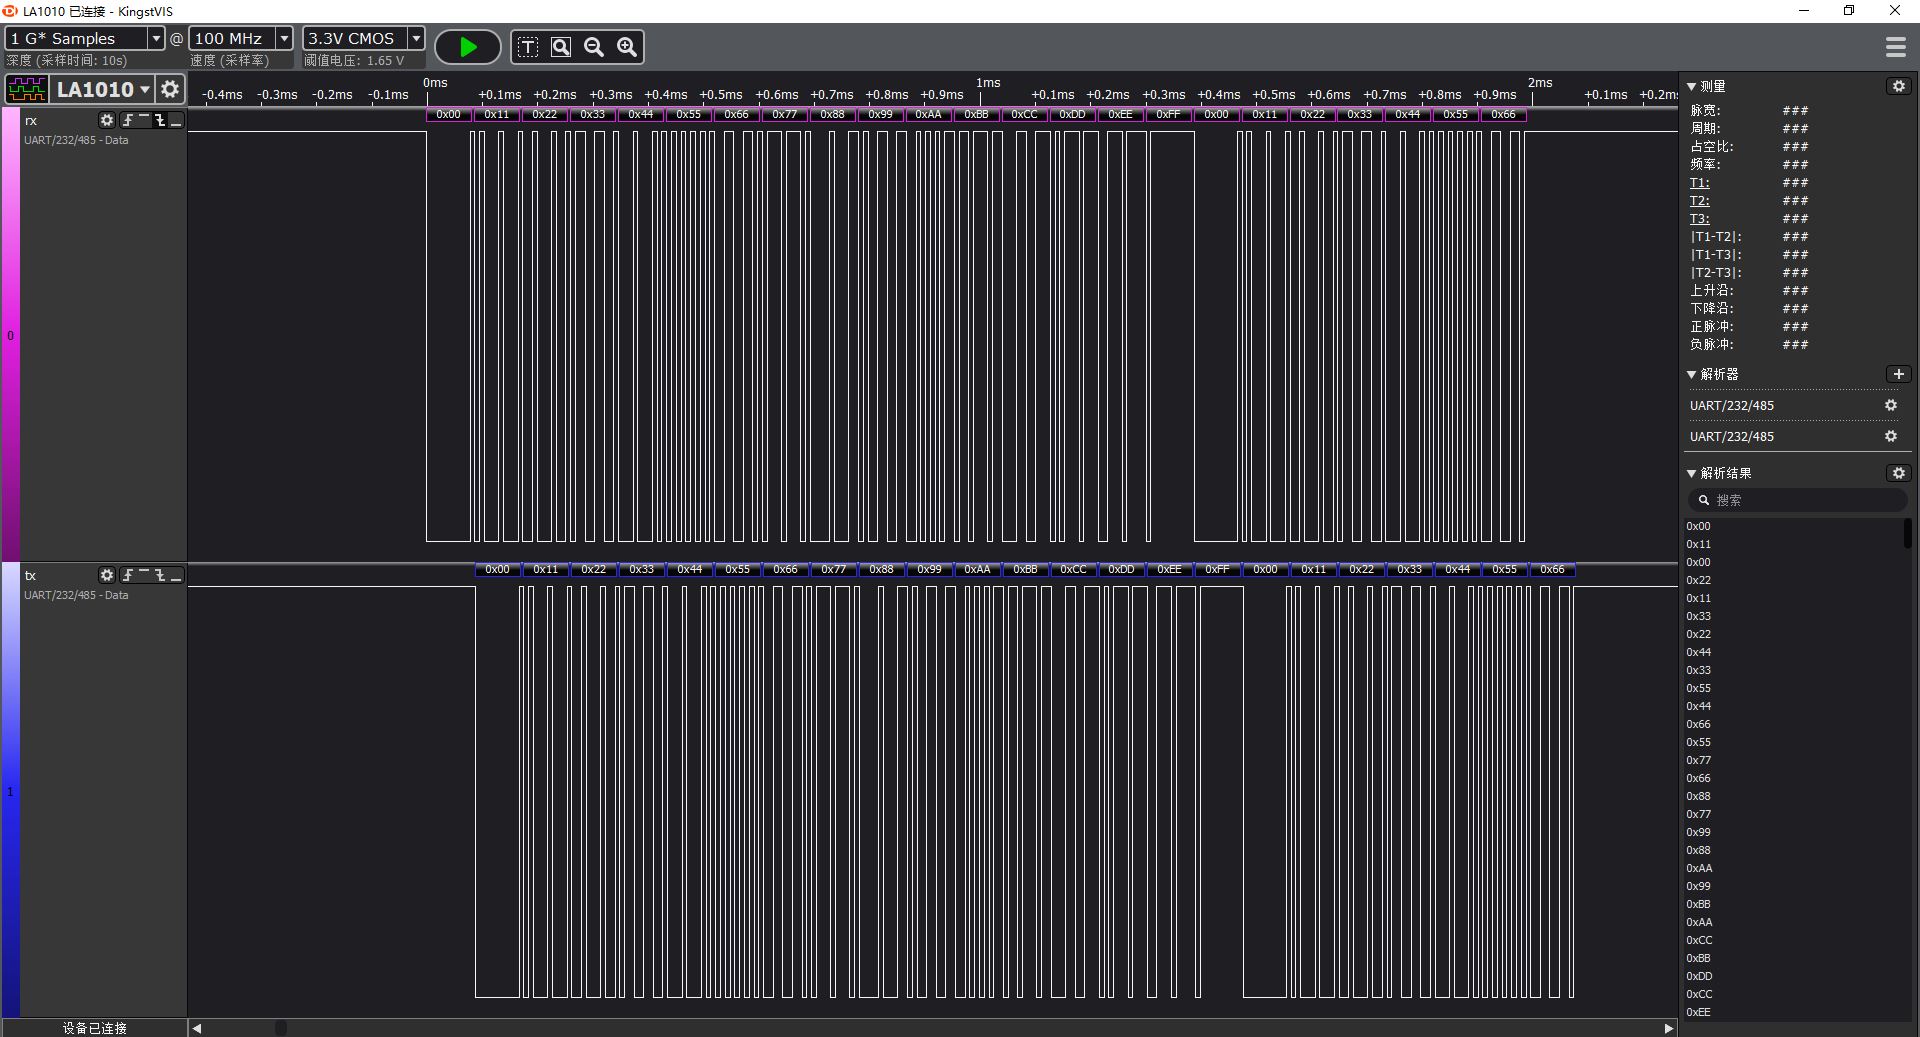 LA1010 已连接 - KingstVIS
1 G* Samples @ 100 MHz 3.3V CMOS
深度 (采样时间: 10s) 速度 (采样率) 阈值电压: 1.65 V
LA1010
0ms 1ms 2ms
-0.4ms -0.3ms -0.2ms -0.1ms +0.1ms +0.2ms +0.3ms +0.4ms +0.5ms +0.6ms +0.7ms +0.8ms +0.9ms +0.1ms +0.2ms +0.3ms +0.4ms +0.5ms +0.6ms +0.7ms +0.8ms +0.9ms +0.1ms +0.2m
rx
UART/232/485 - Data
0x00 0x11 0x22 0x33 0x44 0x55 0x66 0x77 0x88 0x99 0xAA 0xBB 0xCC 0xDD 0xEE 0xFF 0x00 0x11 0x22 0x33 0x44 0x55 0x66
0
tx
UART/232/485 - Data
0x00 0x11 0x22 0x33 0x44 0x55 0x66 0x77 0x88 0x99 0xAA 0xBB 0xCC 0xDD 0xEE 0xFF 0x00 0x11 0x22 0x33 0x44 0x55 0x66
1
设备已连接
测量
脉宽: ###
周期: ###
占空比: ###
频率: ###
T1: ###
T2: ###
T3: ###
|T1-T2|: ###
|T1-T3|: ###
|T2-T3|: ###
上升沿: ###
下降沿: ###
正脉冲: ###
负脉冲: ###
解析器
UART/232/485
UART/232/485
解析结果
搜索
0x00
0x11
0x00
0x22
0x11
0x33
0x22
0x44
0x33
0x55
0x44
0x66
0x55
0x77
0x66
0x88
0x77
0x99
0x88
0xAA
0x99
0xBB
0xAA
0xCC
0xBB
0xDD
0xCC
0xEE